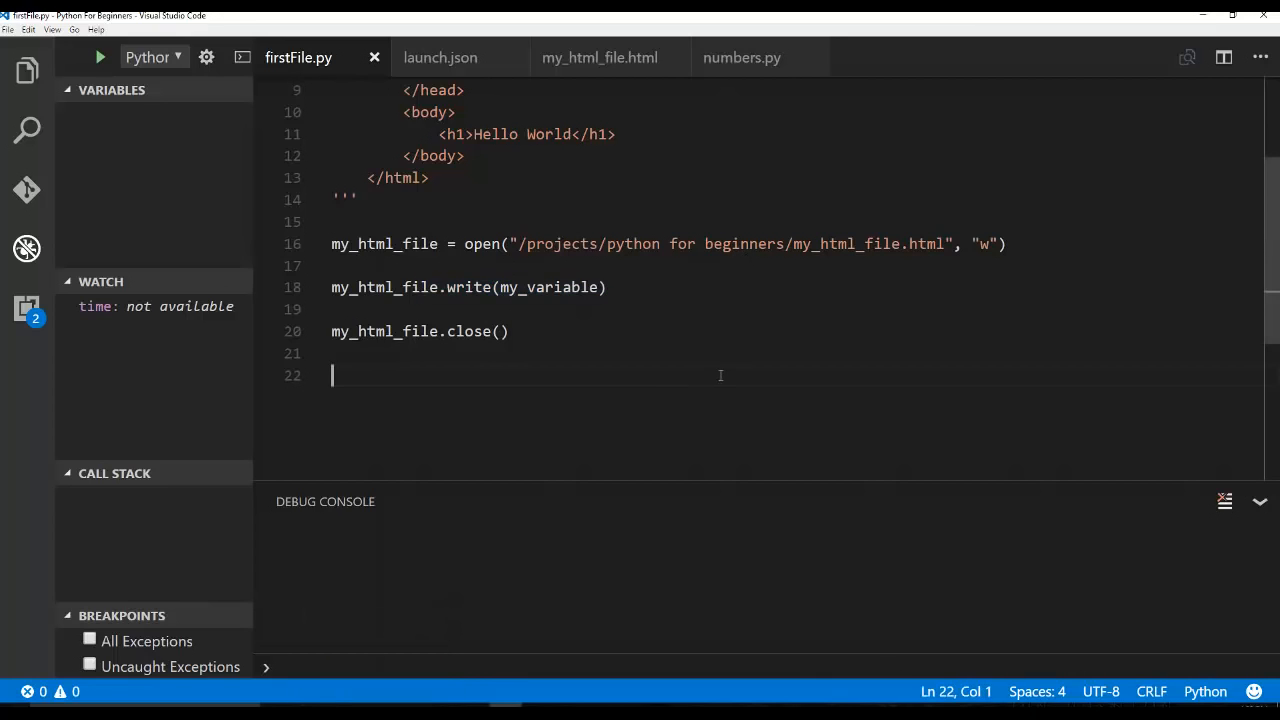 firstFile.py - Python For Beginners - Visual Studio Code
File Edit View Go Help
Python firstFile.py launch.json my_html_file.html numbers.py
VARIABLES
WATCH
time: not available
CALL STACK
BREAKPOINTS
All Exceptions
Uncaught Exceptions
9 </head>
10 <body>
11 <h1>Hello World</h1>
12 </body>
13 </html>
14 '''
15
16 my_html_file = open("/projects/python for beginners/my_html_file.html", "w")
17
18 my_html_file.write(my_variable)
19
20 my_html_file.close()
21
22
DEBUG CONSOLE
2
0 0 Ln 22, Col 1 Spaces: 4 UTF-8 CRLF Python